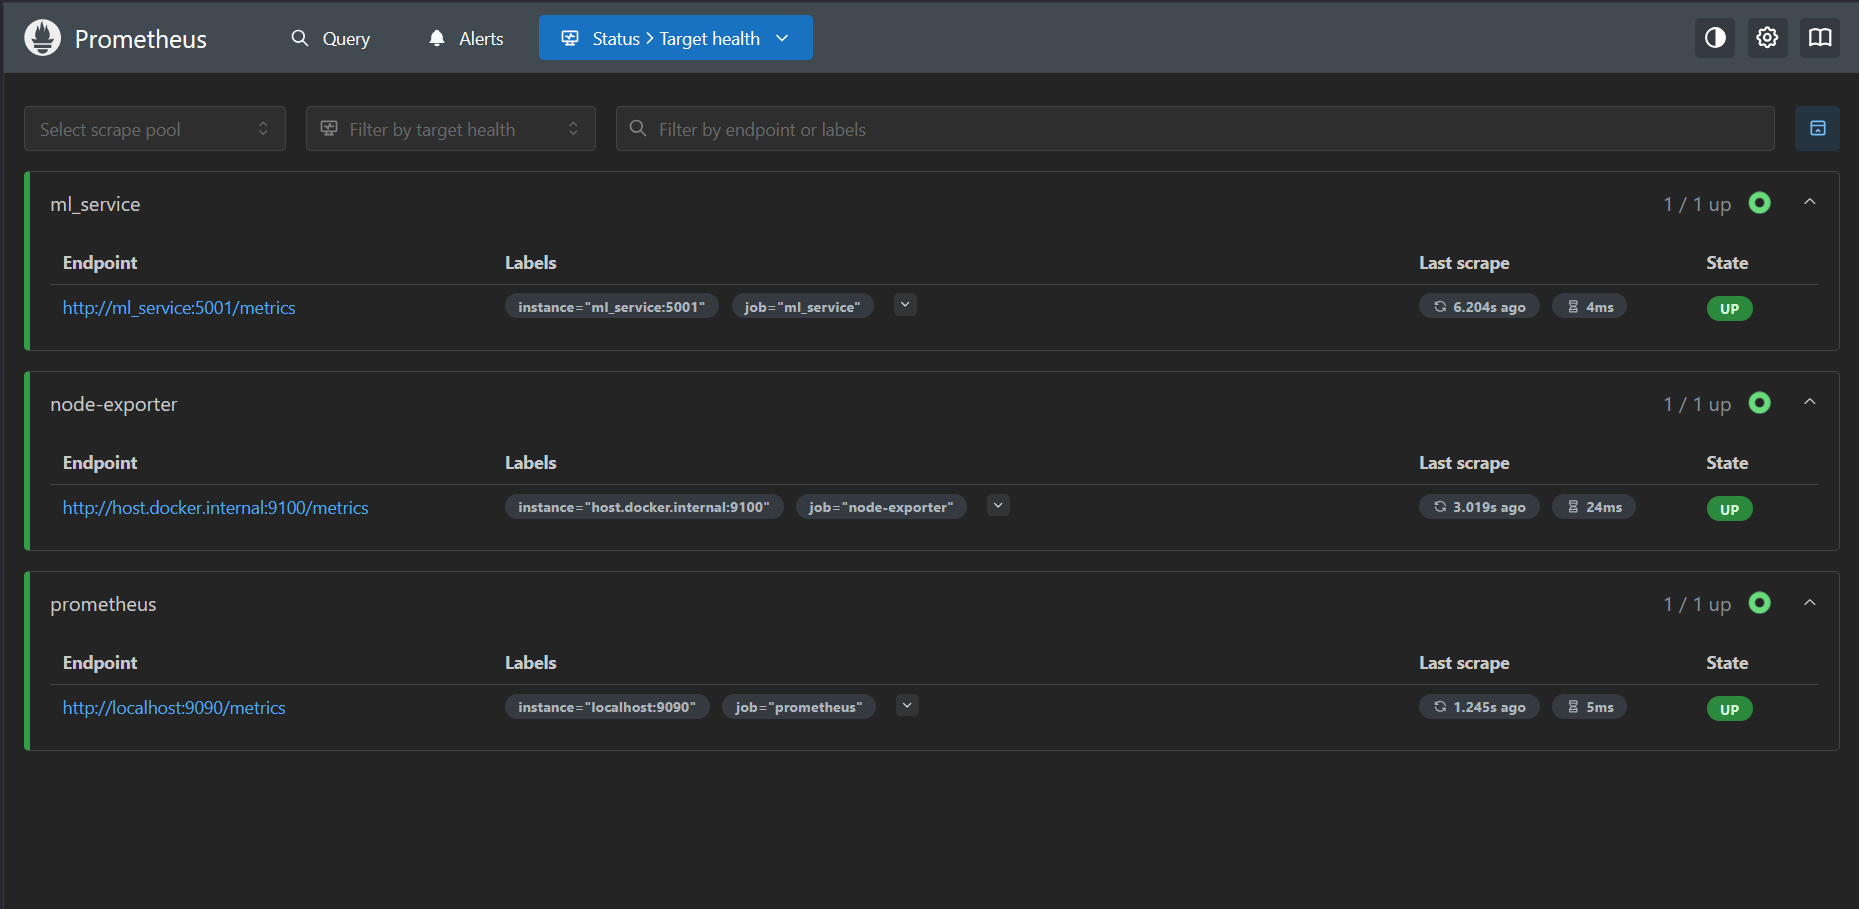 Prometheus Query Alerts Status > Target health
Select scrape pool Filter by target health Filter by endpoint or labels
ml_service 1 / 1 up
Endpoint Labels Last scrape State
http://ml_service:5001/metrics instance="ml_service:5001" job="ml_service" 6.204s ago 4ms UP
node-exporter 1 / 1 up
Endpoint Labels Last scrape State
http://host.docker.internal:9100/metrics instance="host.docker.internal:9100" job="node-exporter" 3.019s ago 24ms UP
prometheus 1 / 1 up
Endpoint Labels Last scrape State
http://localhost:9090/metrics instance="localhost:9090" job="prometheus" 1.245s ago 5ms UP